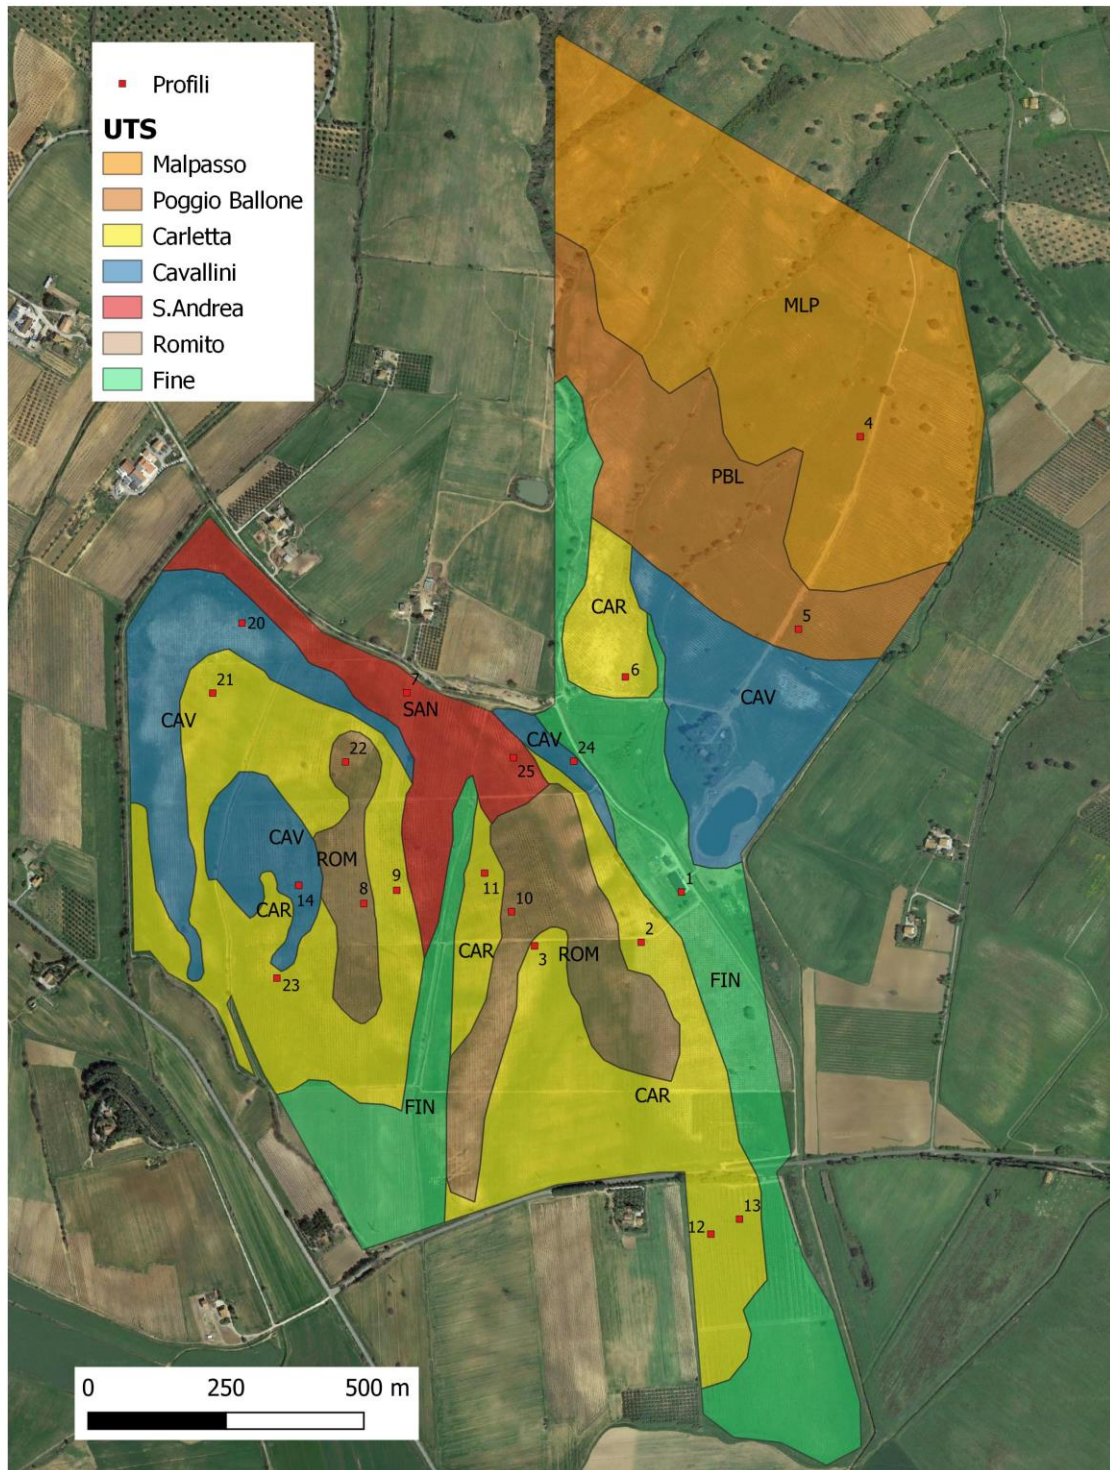 Profili
UTS
Malpasso
Poggio Ballone
Carletta
Cavallini
S.Andrea
Romito
Fine
MLP
4
PBL
CAR
5
20
6
21
7
SAN
CAV
CAV
22
CAV
24
25
CAV
ROM
9
11
1
14
8
10
CAR
2
CAR
3
ROM
23
FIN
CAR
FIN
13
12
0 250 500 m